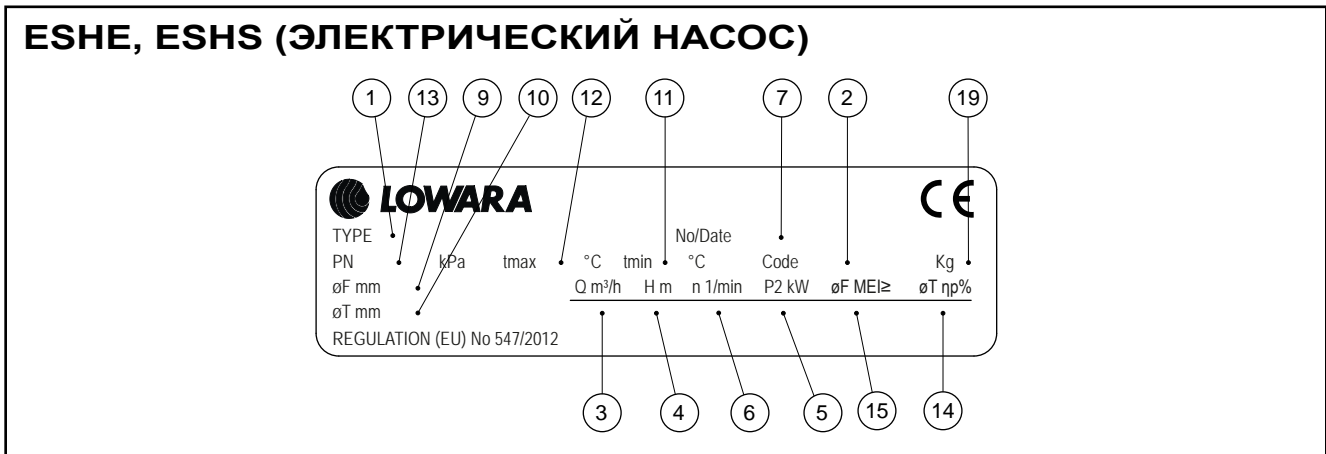 ESHE, ESHS (ЭЛЕКТРИЧЕСКИЙ НАСОС)
1 13 9 10 12 11 7 2 19
LOWARA CE
TYPE No/Date
PN kPa tmax °C tmin °C Code Kg
øF mm Q m³/h H m n 1/min P2 kW øF MEI≥ øT ηp%
øT mm
REGULATION (EU) No 547/2012
3 4 6 5 15 14